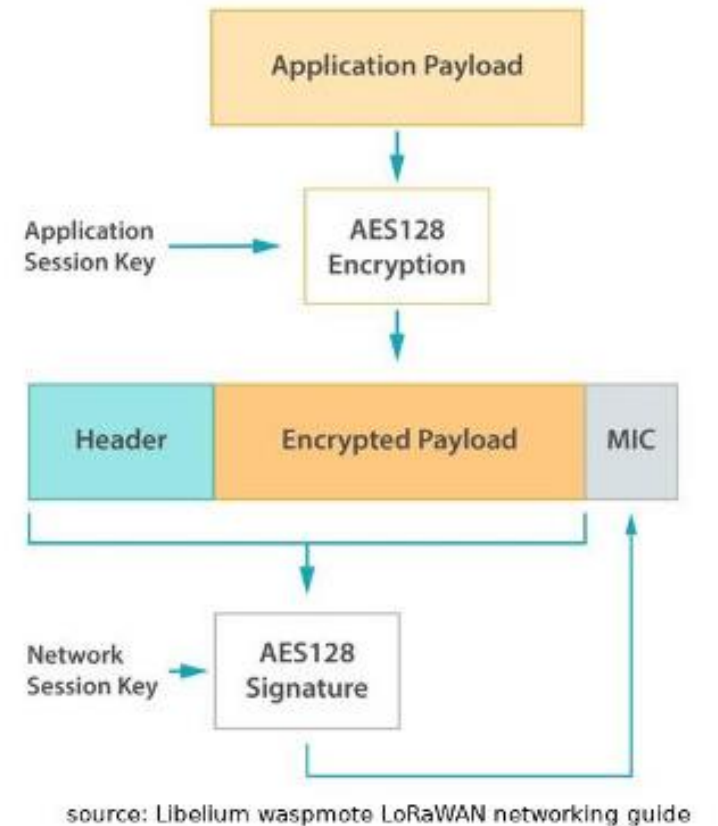 Application Payload
Application
Session Key
AES128
Encryption
Header
Encrypted Payload
MIC
Network
Session Key
AES128
Signature
source: Libelium waspmote LoRaWAN networking guide